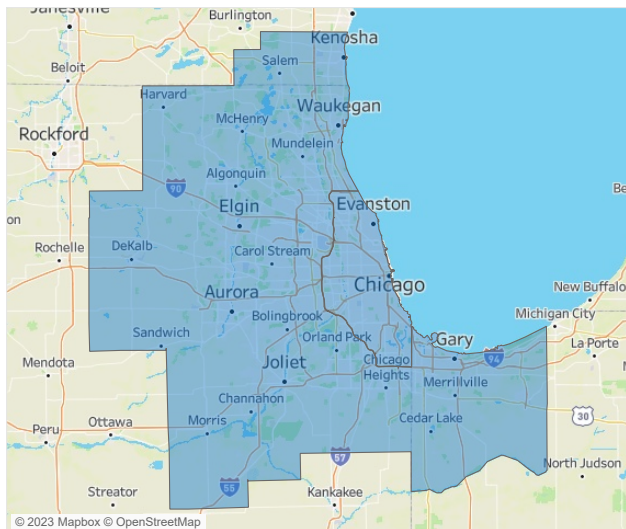 Janesville
Burlington
Kenosha
Beloit
Salem
Harvard
Waukegan
McHenry
Rockford
Mundelein
Algonquin
90
Elgin
Evanston
on
Rochelle
DeKalb
Carol Stream
Be
Chicago
New Buffalo
Aurora
Bolingbrook
Michigan City
Sandwich
Orland Park
Gary
La Porte
Mendota
Joliet
Chicago
Heights
94
Merrillville
Channahon
Ottawa
Morris
Cedar Lake
30
Peru
57
North Judson
Streator
55
Kankakee
© 2023 Mapbox © OpenStreetMap